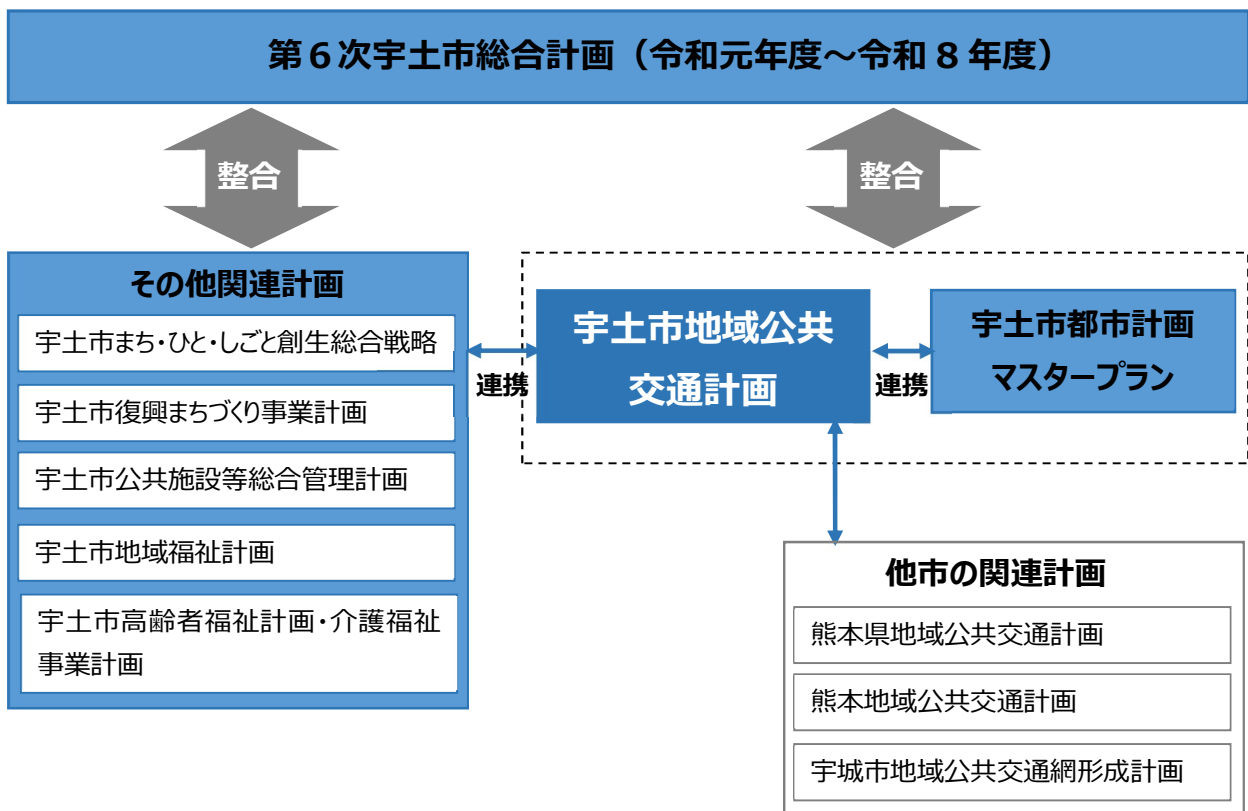 第６次宇土市総合計画（令和元年度～令和８年度）
整合
整合
その他関連計画
宇土市まち・ひと・しごと創生総合戦略
宇土市復興まちづくり事業計画
宇土市公共施設等総合管理計画
宇土市地域福祉計画
宇土市高齢者福祉計画・介護福祉
事業計画
連携
宇土市地域公共
交通計画
連携
宇土市都市計画
マスタープラン
他市の関連計画
熊本県地域公共交通計画
熊本地域公共交通計画
宇城市地域公共交通網形成計画